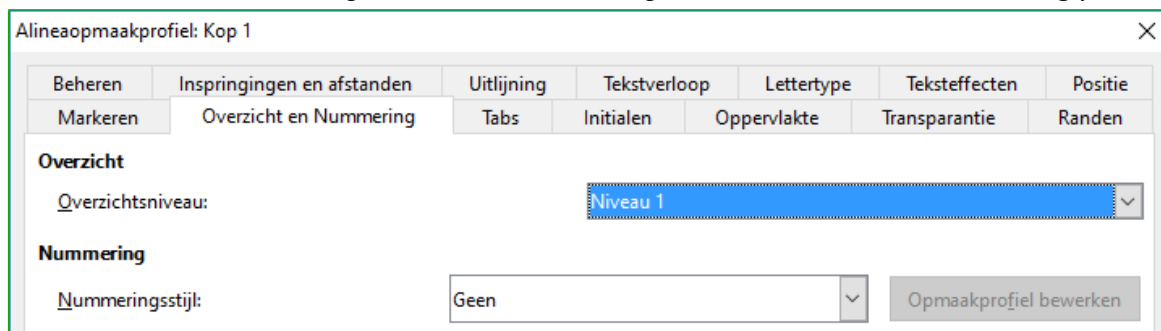 Alineaopmaakprofiel: Kop 1
Beheren Inspringingen en afstanden Uitlijning Tekstverloop Lettertype Teksteffecten Positie
Markeren Overzicht en Nummering Tabs Initialen Oppervlakte Transparantie Randen
Overzicht
Overzichtsniveau: Niveau 1
Nummering
Nummeringsstijl: Geen Opmaakprofiel bewerken